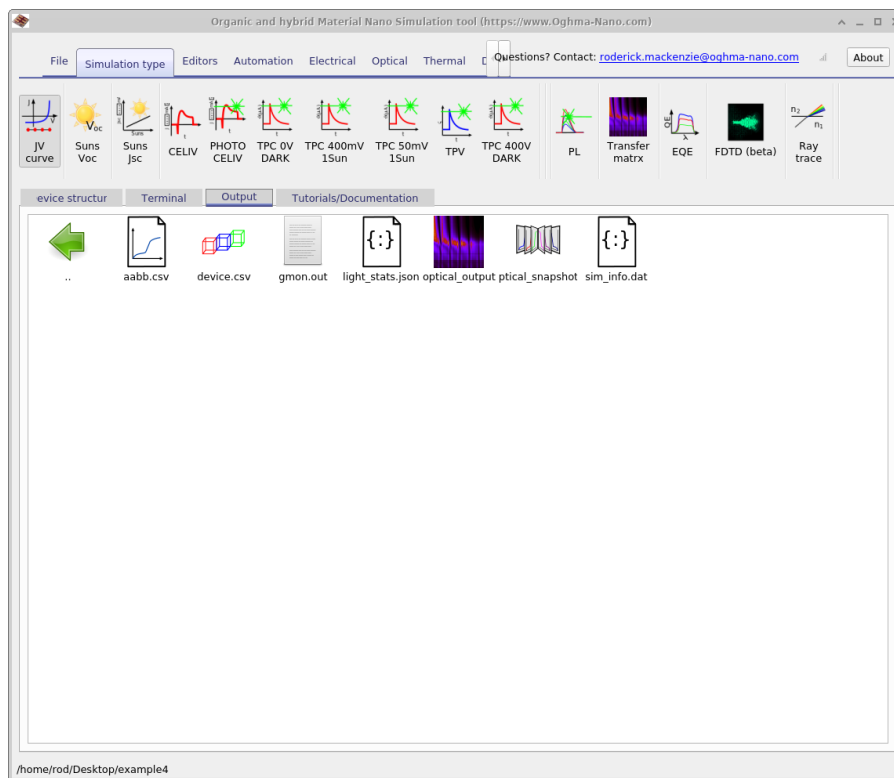 Organic and hybrid Material Nano Simulation tool (https://www.Oghma-Nano.com)
File Simulation type Editors Automation Electrical Optical Thermal D Questions? Contact: roderick.mackenzie@oghma-nano.com About
JV curve
Suns Voc
Suns Jsc
CELIV
PHOTO CELIV
TPC 0V DARK
TPC 400mV 1Sun
TPC 50mV 1Sun
TPV
TPC 400V DARK
PL
Transfer matrx
EQE
FDTD (beta)
Ray trace
evice structur Terminal Output Tutorials/Documentation
.. aabb.csv device.csv gmon.out light_stats.json optical_output ptical_snapshot sim_info.dat
/home/rod/Desktop/example4